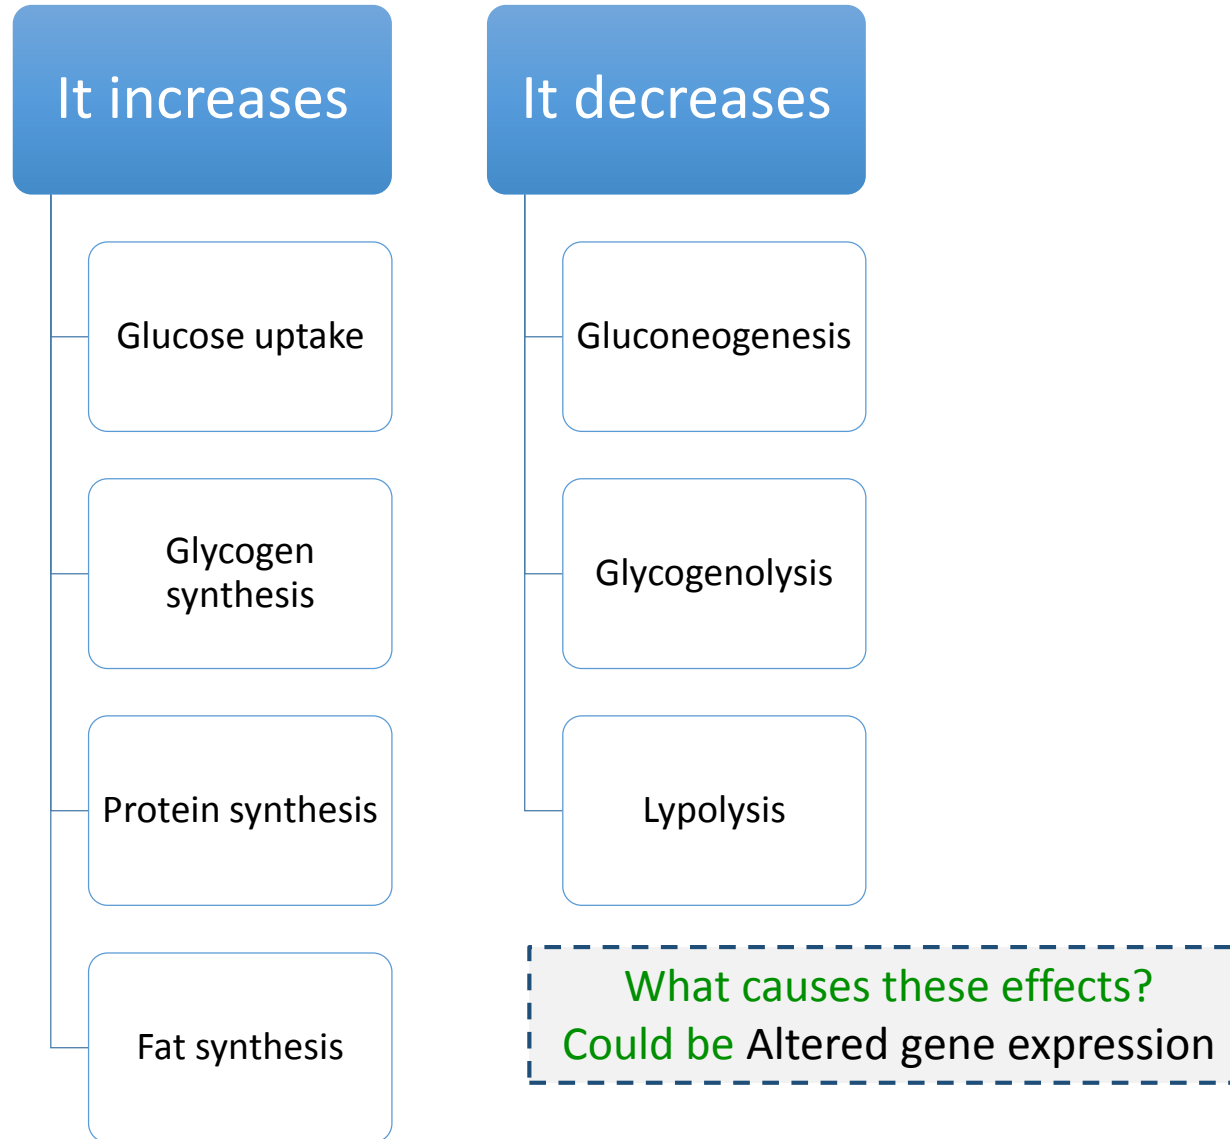 It increases
Glucose uptake
Glycogen
synthesis
Protein synthesis
Fat synthesis
It decreases
Gluconeogenesis
Glycogenolysis
Lypolysis
What causes these effects?
Could be Altered gene expression